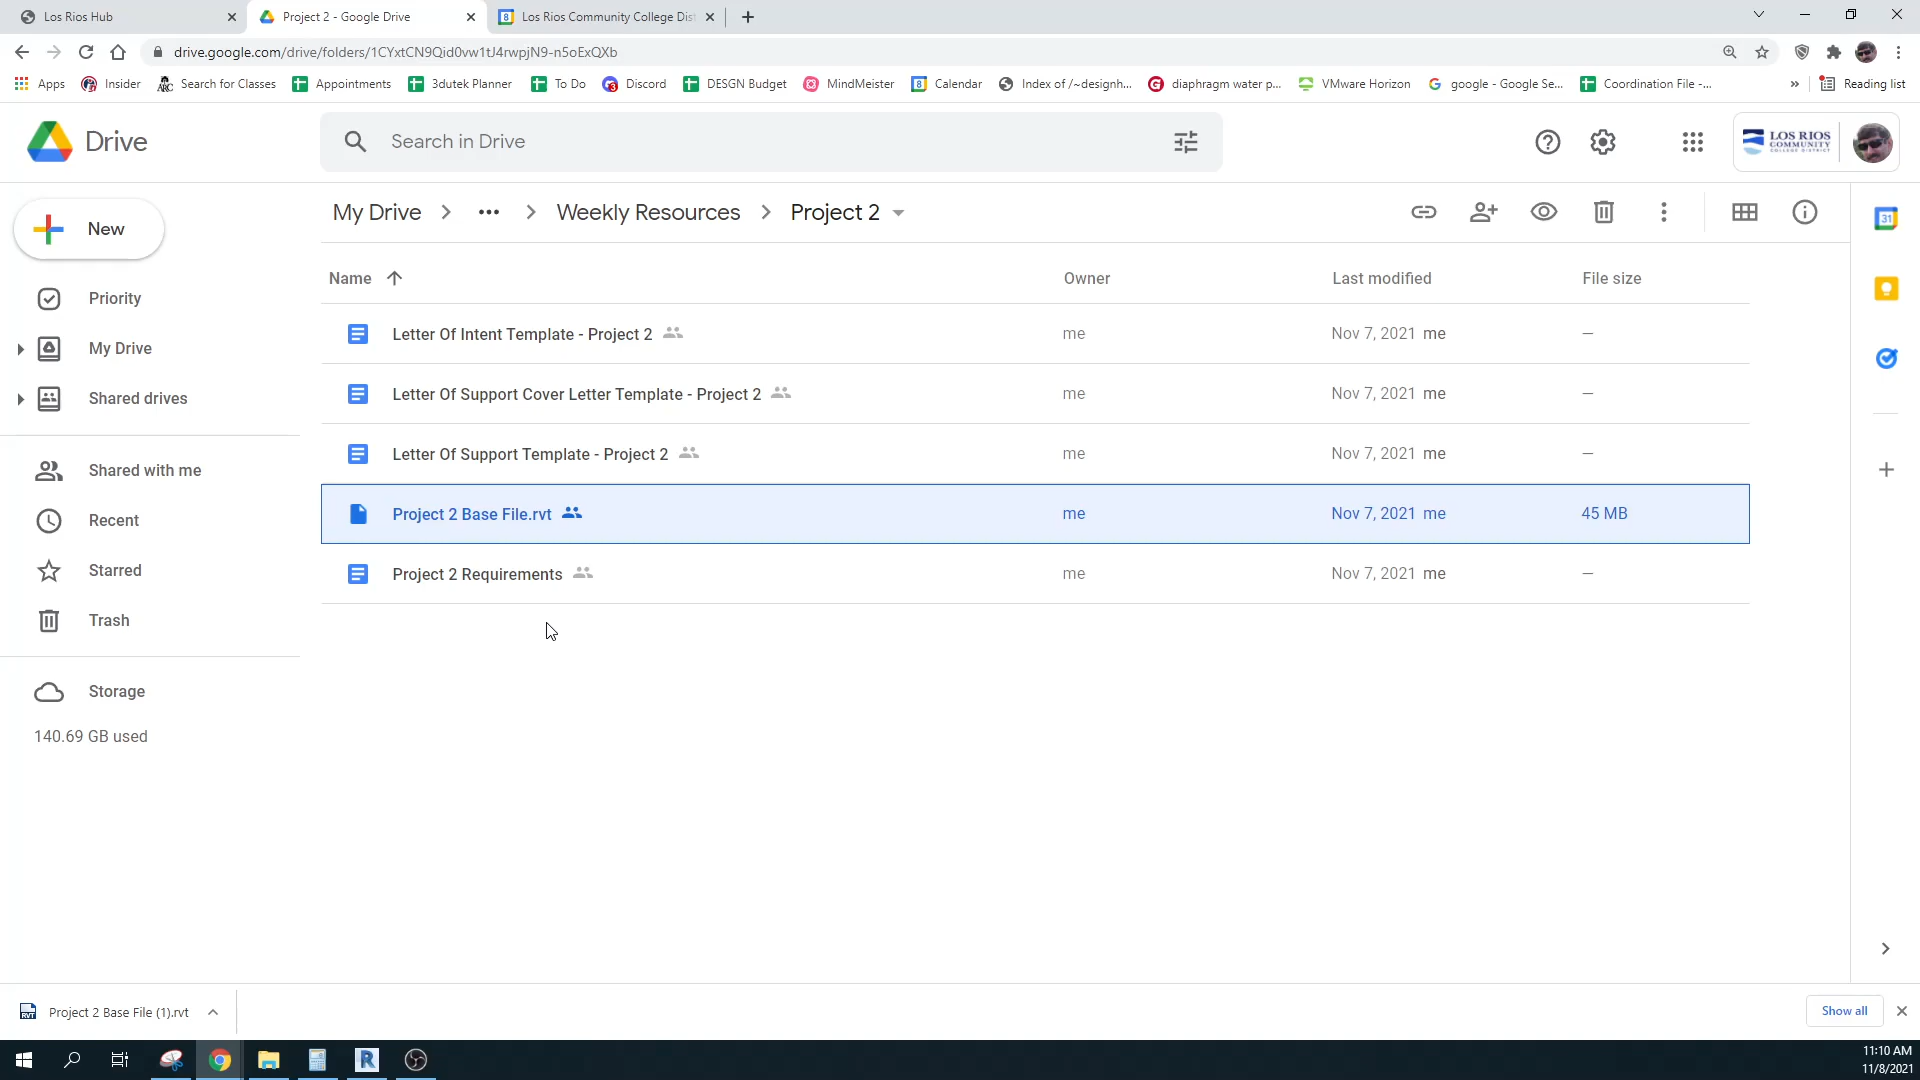 Los Rios Hub
Project 2 - Google Drive
Los Rios Community College Dist
drive.google.com/drive/folders/1CYxtCN9Qid0vw1tJ4rwpjN9-n5oExQXb
Apps
Insider
Search for Classes
Appointments
3dutek Planner
To Do
Discord
DESGN Budget
MindMeister
Calendar
Index of /~designh...
diaphragm water p...
VMware Horizon
google - Google Se...
Coordination File -...
»
Reading list
Drive
Search in Drive
LOS RIOS
COMMUNITY
COLLEGE DISTRICT
New
My Drive > ••• > Weekly Resources > Project 2
Name
Owner
Last modified
File size
Priority
My Drive
Shared drives
Shared with me
Recent
Starred
Trash
Storage
140.69 GB used
Letter Of Intent Template - Project 2 me Nov 7, 2021 me —
Letter Of Support Cover Letter Template - Project 2 me Nov 7, 2021 me —
Letter Of Support Template - Project 2 me Nov 7, 2021 me —
Project 2 Base File.rvt me Nov 7, 2021 me 45 MB
Project 2 Requirements me Nov 7, 2021 me —
31
Project 2 Base File (1).rvt
Show all
11:10 AM
11/8/2021